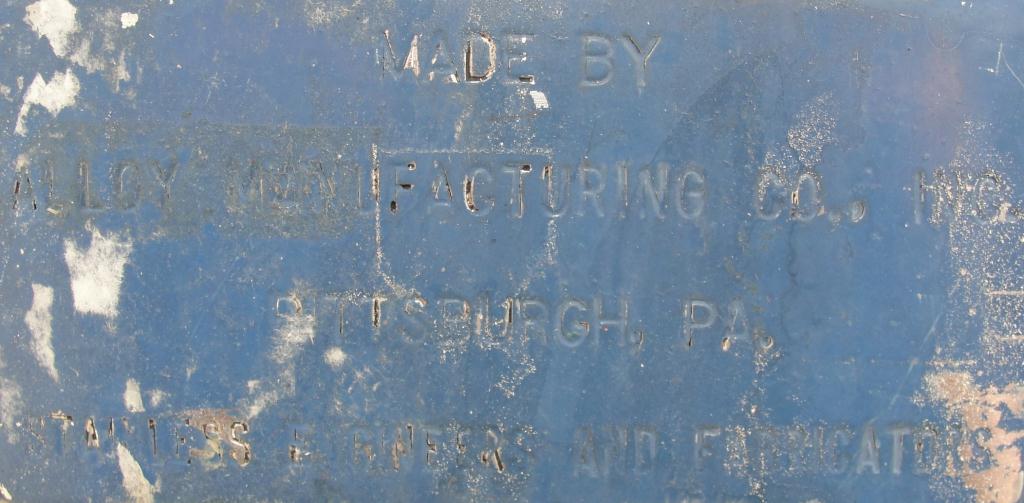 MADE BY
ALLOY MANUFACTURING CO., INC.
PITTSBURGH, PA.
STAINLESS ENGINEERS AND FABRICATORS